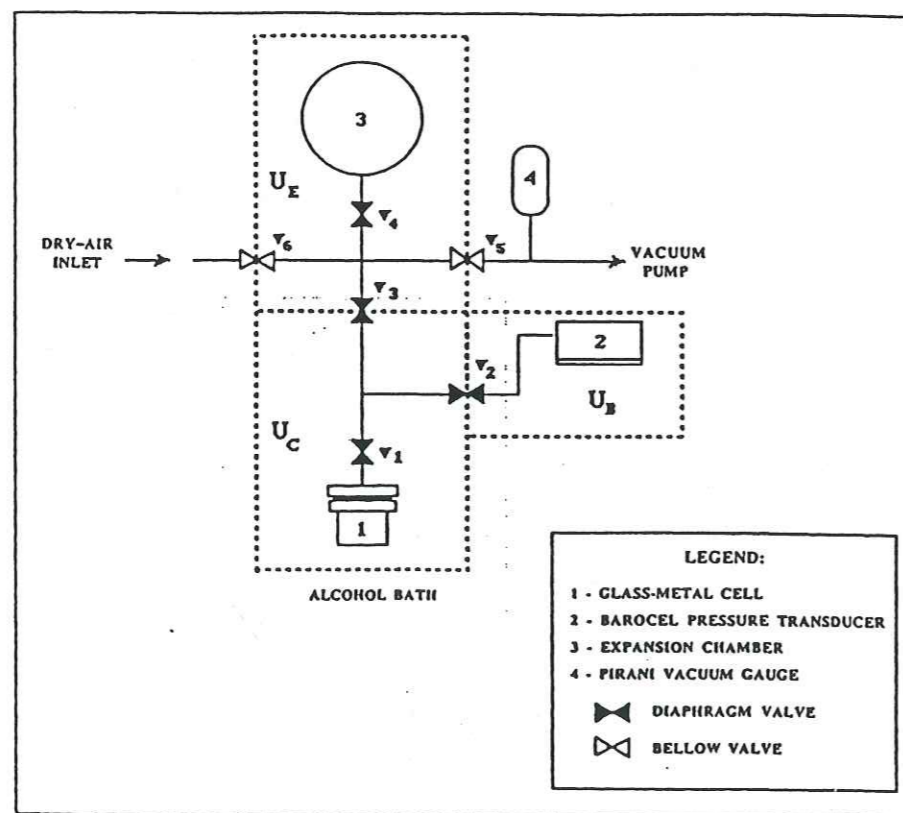 3
4
U_E
v_4
DRY-AIR
INLET
v_6
v_5
VACUUM
PUMP
v_3
2
v_2
U_B
U_C
v_1
1
ALCOHOL BATH
LEGEND:
1 - GLASS-METAL CELL
2 - BAROCEL PRESSURE TRANSDUCER
3 - EXPANSION CHAMBER
4 - PIRANI VACUUM GAUGE
DIAPHRAGM VALVE
BELLOW VALVE